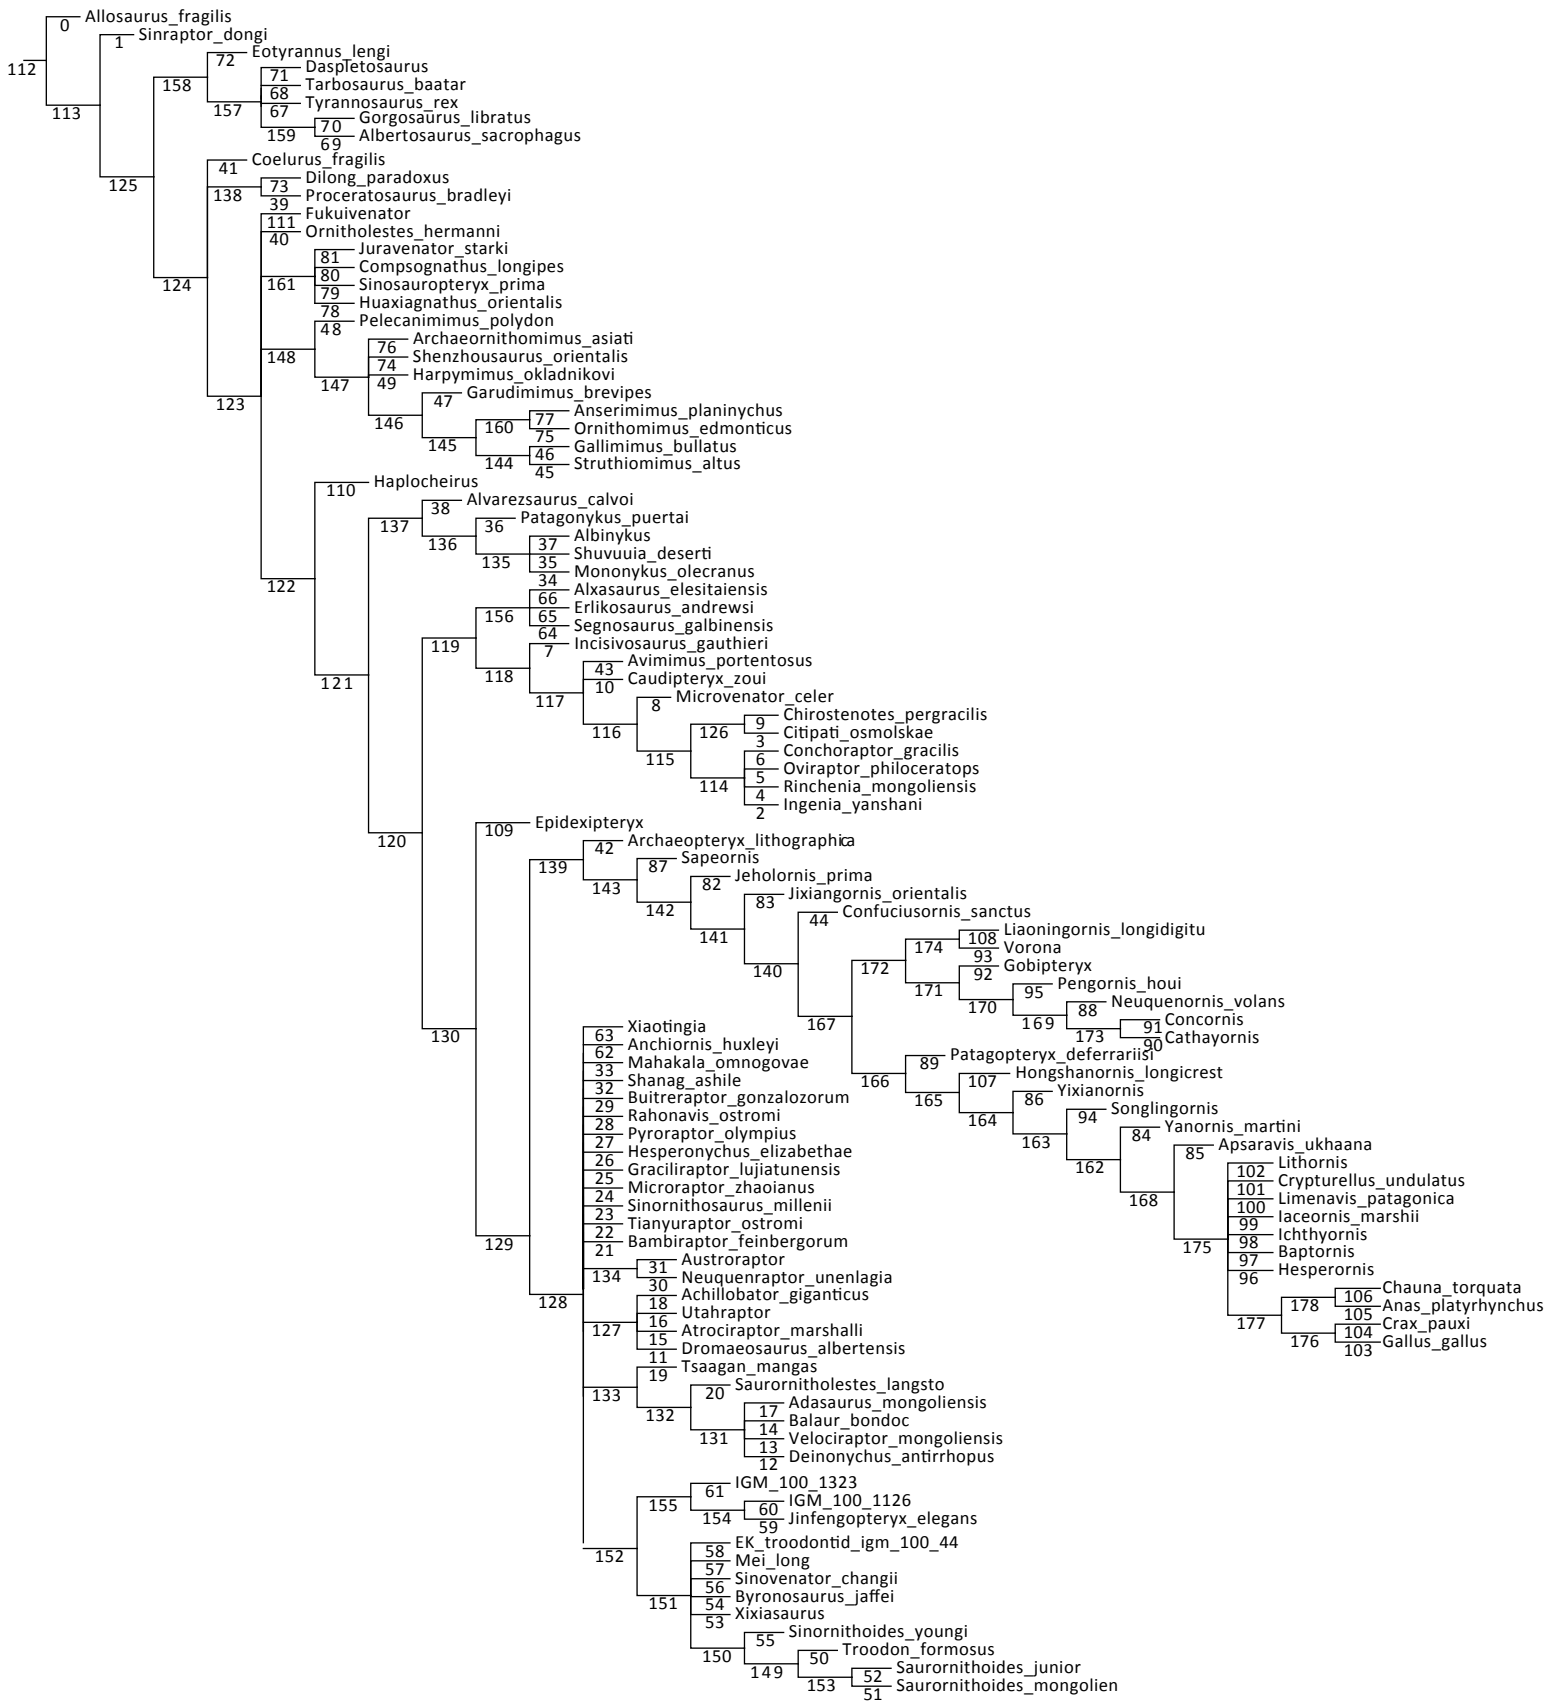 Allosaurus_fragilis
0
Sinraptor_dongi
1
Eotyrannus_lengi
72
112
Daspletosaurus
71
158
Tarbosaurus_baatar
68
Tyrannosaurus_rex
157
67
113
Gorgosaurus_libratus
70
159
Albertosaurus_sacrophagus
69
Coelurus_fragilis
41
Dilong_paradoxus
125
73
138
Proceratosaurus_bradleyi
39
Fukuivenator
111
Ornitholestes_hermanni
40
Juravenator_starki
81
Compsognathus_longipes
80
124
161
Sinosauropteryx_prima
79
Huaxiagnathus_orientalis
78
Pelecanimimus_polydon
48
Archaeornithomimus_asiati
76
148
Shenzhousaurus_orientalis
74
Harpymimus_okladnikovi
147
49
Garudimimus_brevipes
47
123
Anserimimus_planinychus
77
146
160
Ornithomimus_edmonticus
75
145
Gallimimus_bullatus
46
144
Struthiomimus_altus
45
Haplocheirus
110
Alvarezsaurus_calvoi
38
Patagonykus_puertai
137
36
Albinykus
136
37
Shuvuuia_deserti
135
35
Mononykus_olecranus
34
122
Alxasaurus_elesitaiensis
66
Erlikosaurus_andrewsi
156
65
Segnosaurus_galbinensis
64
119
Incisivosaurus_gauthieri
7
Avimimus_portentosus
43
118
Caudipteryx_zoui
121
10
Microvenator_celer
117
8
Chirostenotes_pergracilis
9
116
126
Citipati_osmolskae
3
Conchoraptor_gracilis
115
6
Oviraptor_philoceratops
5
114
Rinchenia_mongoliensis
4
Ingenia_yanshani
2
Epidexipteryx
109
120
Archaeopteryx_lithographica
42
Sapeornis
139
87
Jeholornis_prima
143
82
Jixiangornis_orientalis
83
142
Confuciusornis_sanctus
44
Liaoningornis_longidigitu
141
108
174
Vorona
93
Gobipteryx
140
172
92
Pengornis_houi
171
95
Neuquenornis_volans
170
88
Concornis
167
169
91
Xiaotingia
63
130
173
Cathayornis
90
Anchiornis_huxleyi
62
Patagopteryx_deferrariisi
89
Mahakala_omnogovae
33
Hongshanornis_longicrest
166
107
Shanag_ashile
32
Yixianornis
165
86
Buitreraptor_gonzalozorum
29
Songlingornis
164
94
Rahonavis_ostromi
28
Yanornis_martini
163
84
Pyroraptor_olympius
27
Apsaravis_ukhaana
85
Hesperonychus_elizabethae
26
Lithornis
162
102
Graciliraptor_lujiatunensis
25
Crypturellus_undulatus
101
Microraptor_zhaoianus
24
Limenavis_patagonica
168
100
Sinornithosaurus_millenii
23
Iaceornis_marshii
99
Tianyuraptor_ostromi
22
Ichthyornis
98
129
Bambiraptor_feinbergorum
21
175
Baptornis
97
Austroraptor
31
Hesperornis
96
134
Neuquenraptor_unenlagia
30
Chauna_torquata
106
128
Achillobator_giganticus
18
178
Anas_platyrhynchus
105
Utahraptor
16
177
Crax_pauxi
104
127
Atrociraptor_marshalli
15
176
Gallus_gallus
103
Dromaeosaurus_albertensis
11
Tsaagan_mangas
19
Saurornitholestes_langsto
133
20
Adasaurus_mongoliensis
132
17
Balaur_bondoc
14
131
Velociraptor_mongoliensis
13
Deinonychus_antirrhopus
12
IGM_100_1323
61
155
IGM_100_1126
60
154
Jinfengopteryx_elegans
59
EK_troodontid_igm_100_44
152
58
Mei_long
57
Sinovenator_changii
56
Byronosaurus_jaffei
151
54
Xixiasaurus
53
Sinornithoides_youngi
55
150
Troodon_formosus
50
149
Saurornithoides_junior
52
153
Saurornithoides_mongolien
51